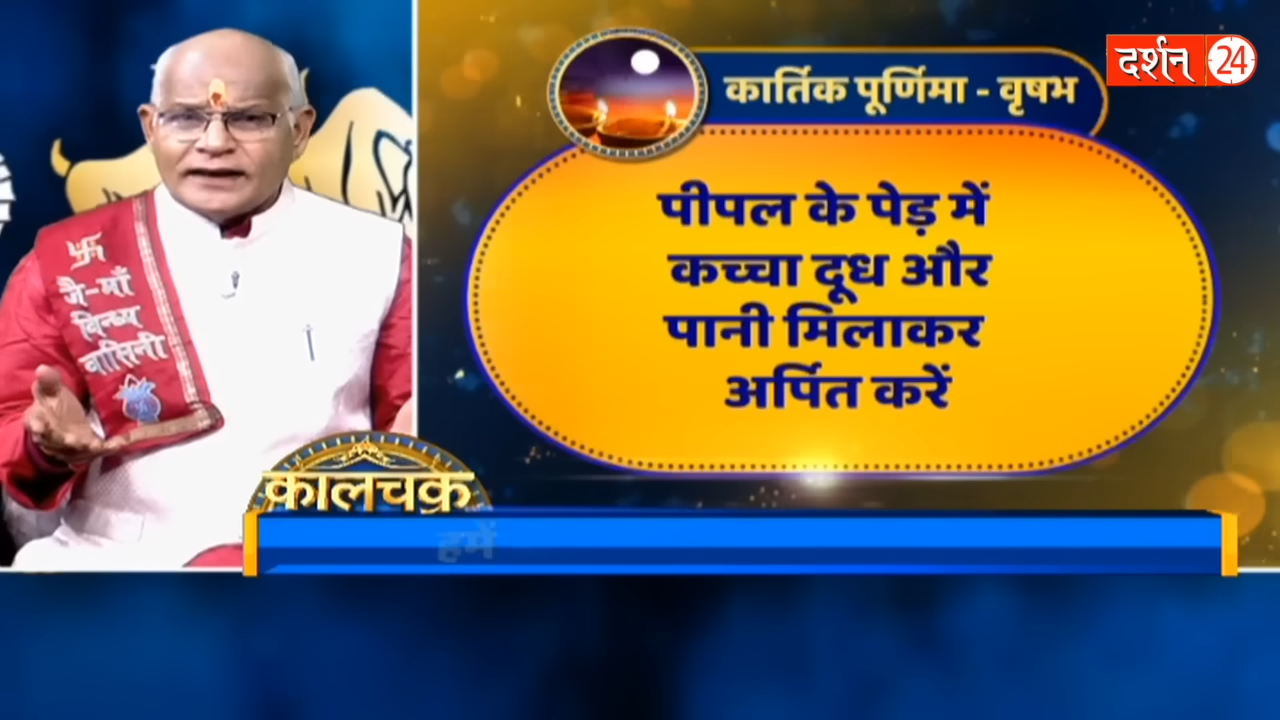 दर्शन 24
कार्तिक पूर्णिमा - वृषभ
पीपल के पेड़ में
कच्चा दूध और
पानी मिलाकर
अर्पित करें
जै-माँ
विन्ध्य
वासिनी
कालचक्र
हमें